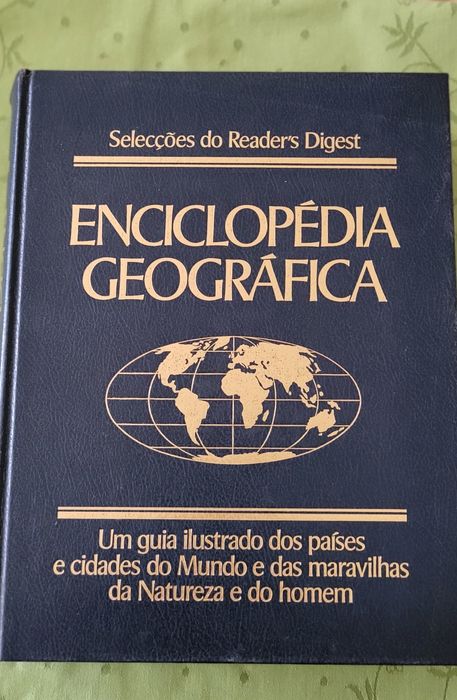 Selecções do Reader's Digest
ENCICLOPÉDIA
GEOGRÁFICA
Um guia ilustrado dos países
e cidades do Mundo e das maravilhas
da Natureza e do homem